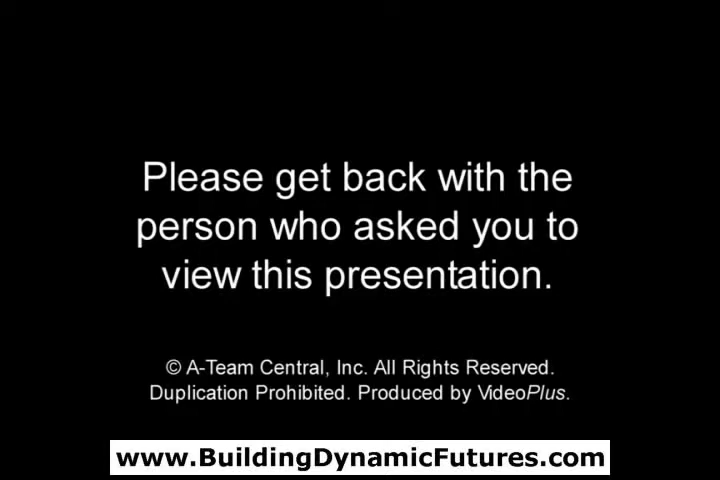 Please get back with the
person who asked you to
view this presentation.
© A-Team Central, Inc. All Rights Reserved.
Duplication Prohibited. Produced by VideoPlus.
www.BuildingDynamicFutures.com